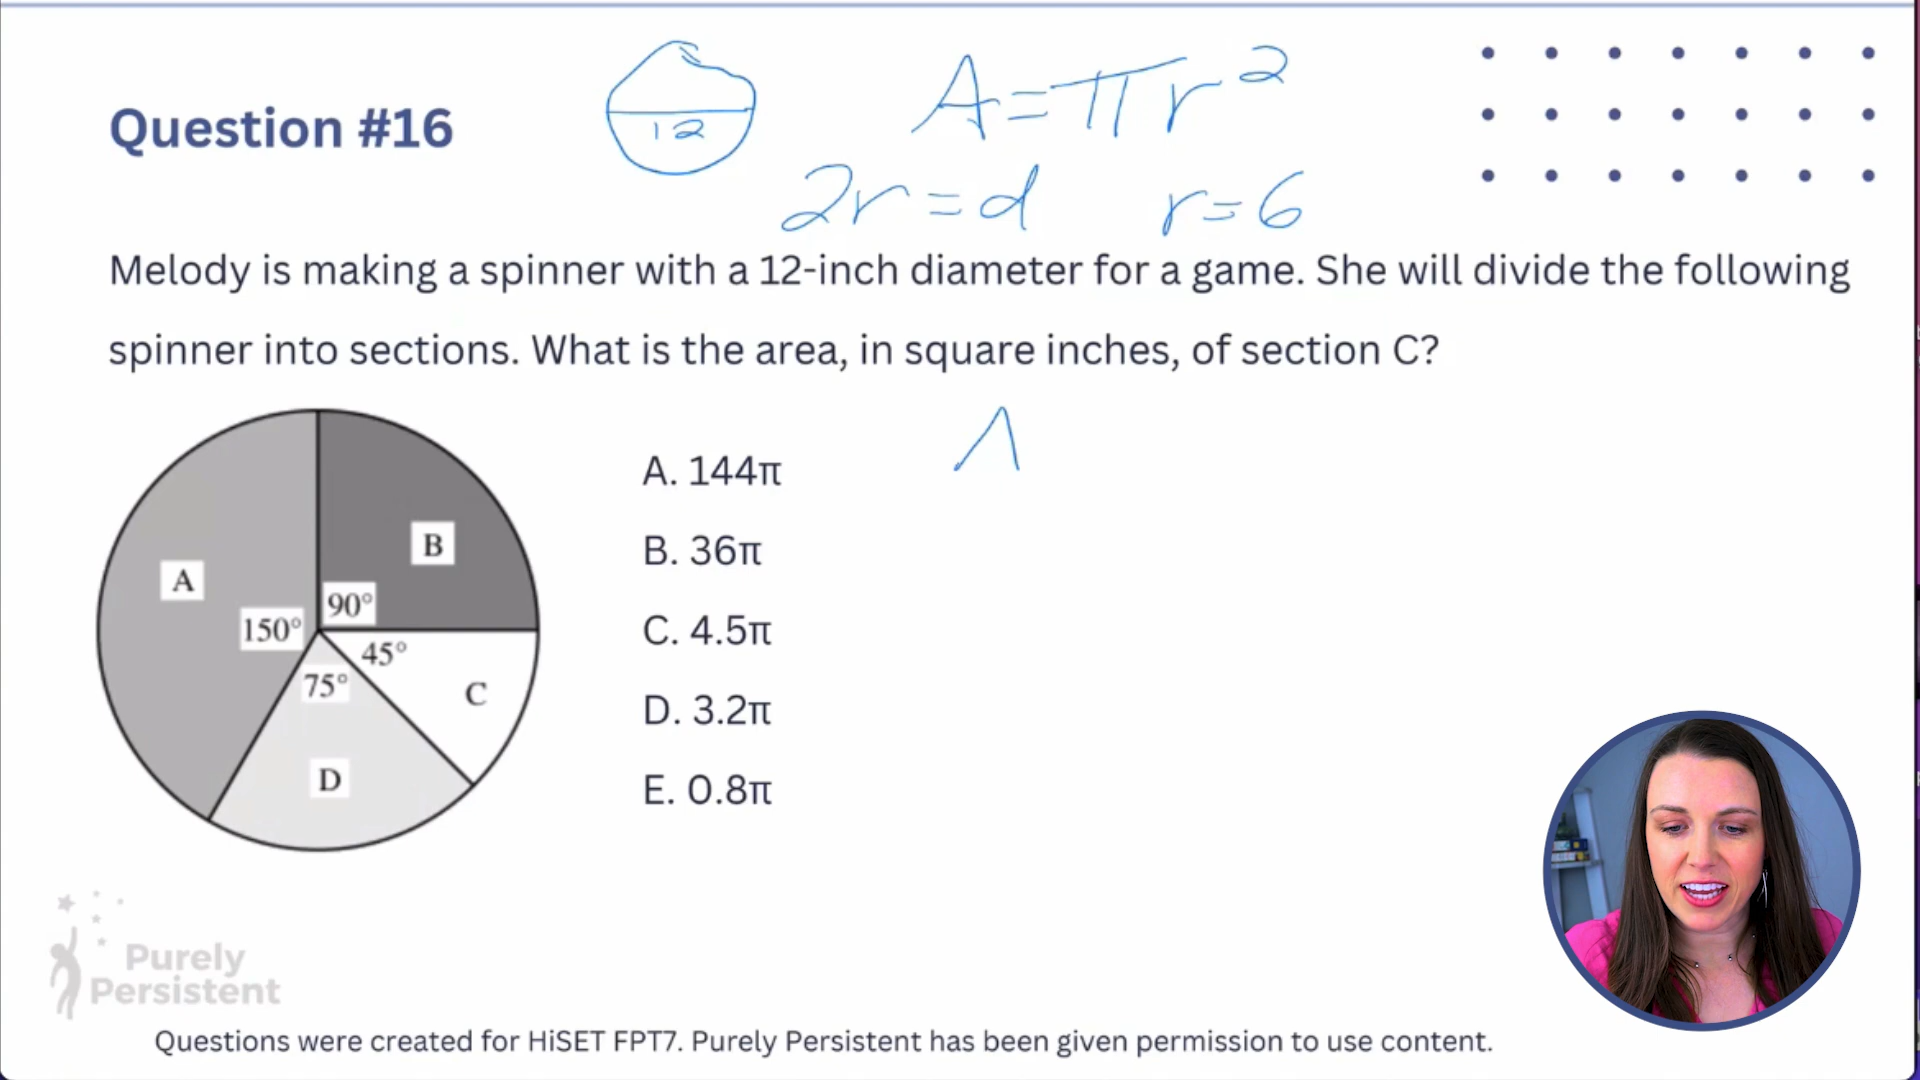 12
A=πr²
Question #16
2r=d r=6
Melody is making a spinner with a 12-inch diameter for a game. She will divide the following
spinner into sections. What is the area, in square inches, of section C?
A. 144π
B. 36π
C. 4.5π
D. 3.2π
E. 0.8π
B
A
90°
150°
45°
75°
C
D
Purely
Persistent
Questions were created for HiSET FPT7. Purely Persistent has been given permission to use content.